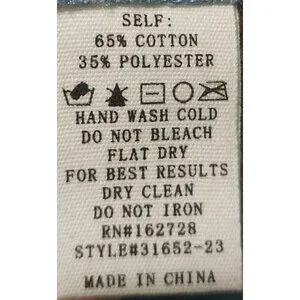 SELF:
65% COTTON
35% POLYESTER
HAND WASH COLD
DO NOT BLEACH
FLAT DRY
FOR BEST RESULTS
DRY CLEAN
DO NOT IRON
RN#162728
STYLE#31652-23
MADE IN CHINA